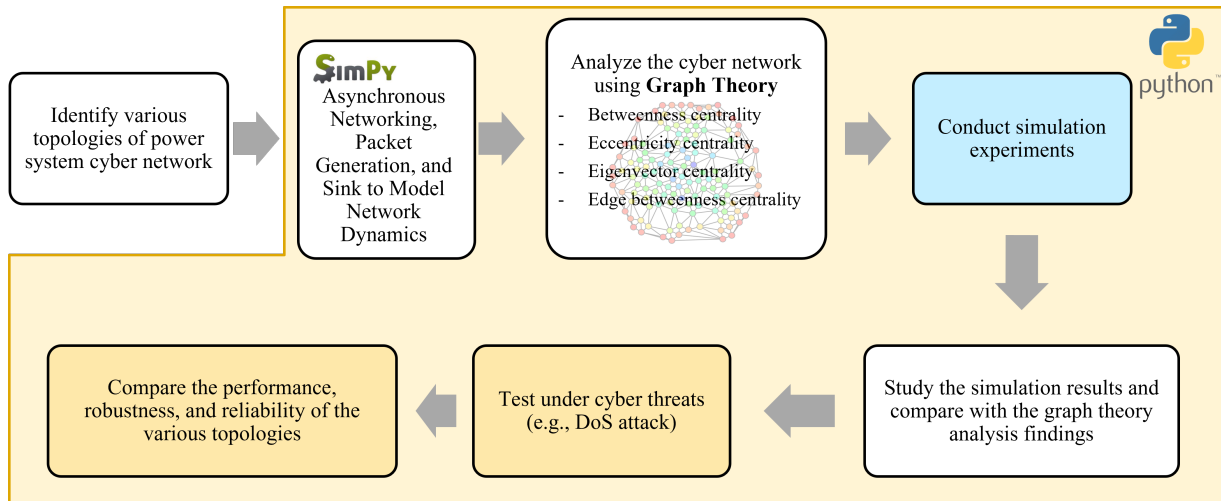 Identify various
topologies of power
system cyber network
SimPy
Asynchronous
Networking,
Packet
Generation, and
Sink to Model
Network
Dynamics
Analyze the cyber network
using Graph Theory
- Betweenness centrality
- Eccentricity centrality
- Eigenvector centrality
- Edge betweenness centrality
Conduct simulation
experiments
python™
Compare the performance,
robustness, and reliability of the
various topologies
Test under cyber threats
(e.g., DoS attack)
Study the simulation results and
compare with the graph theory
analysis findings